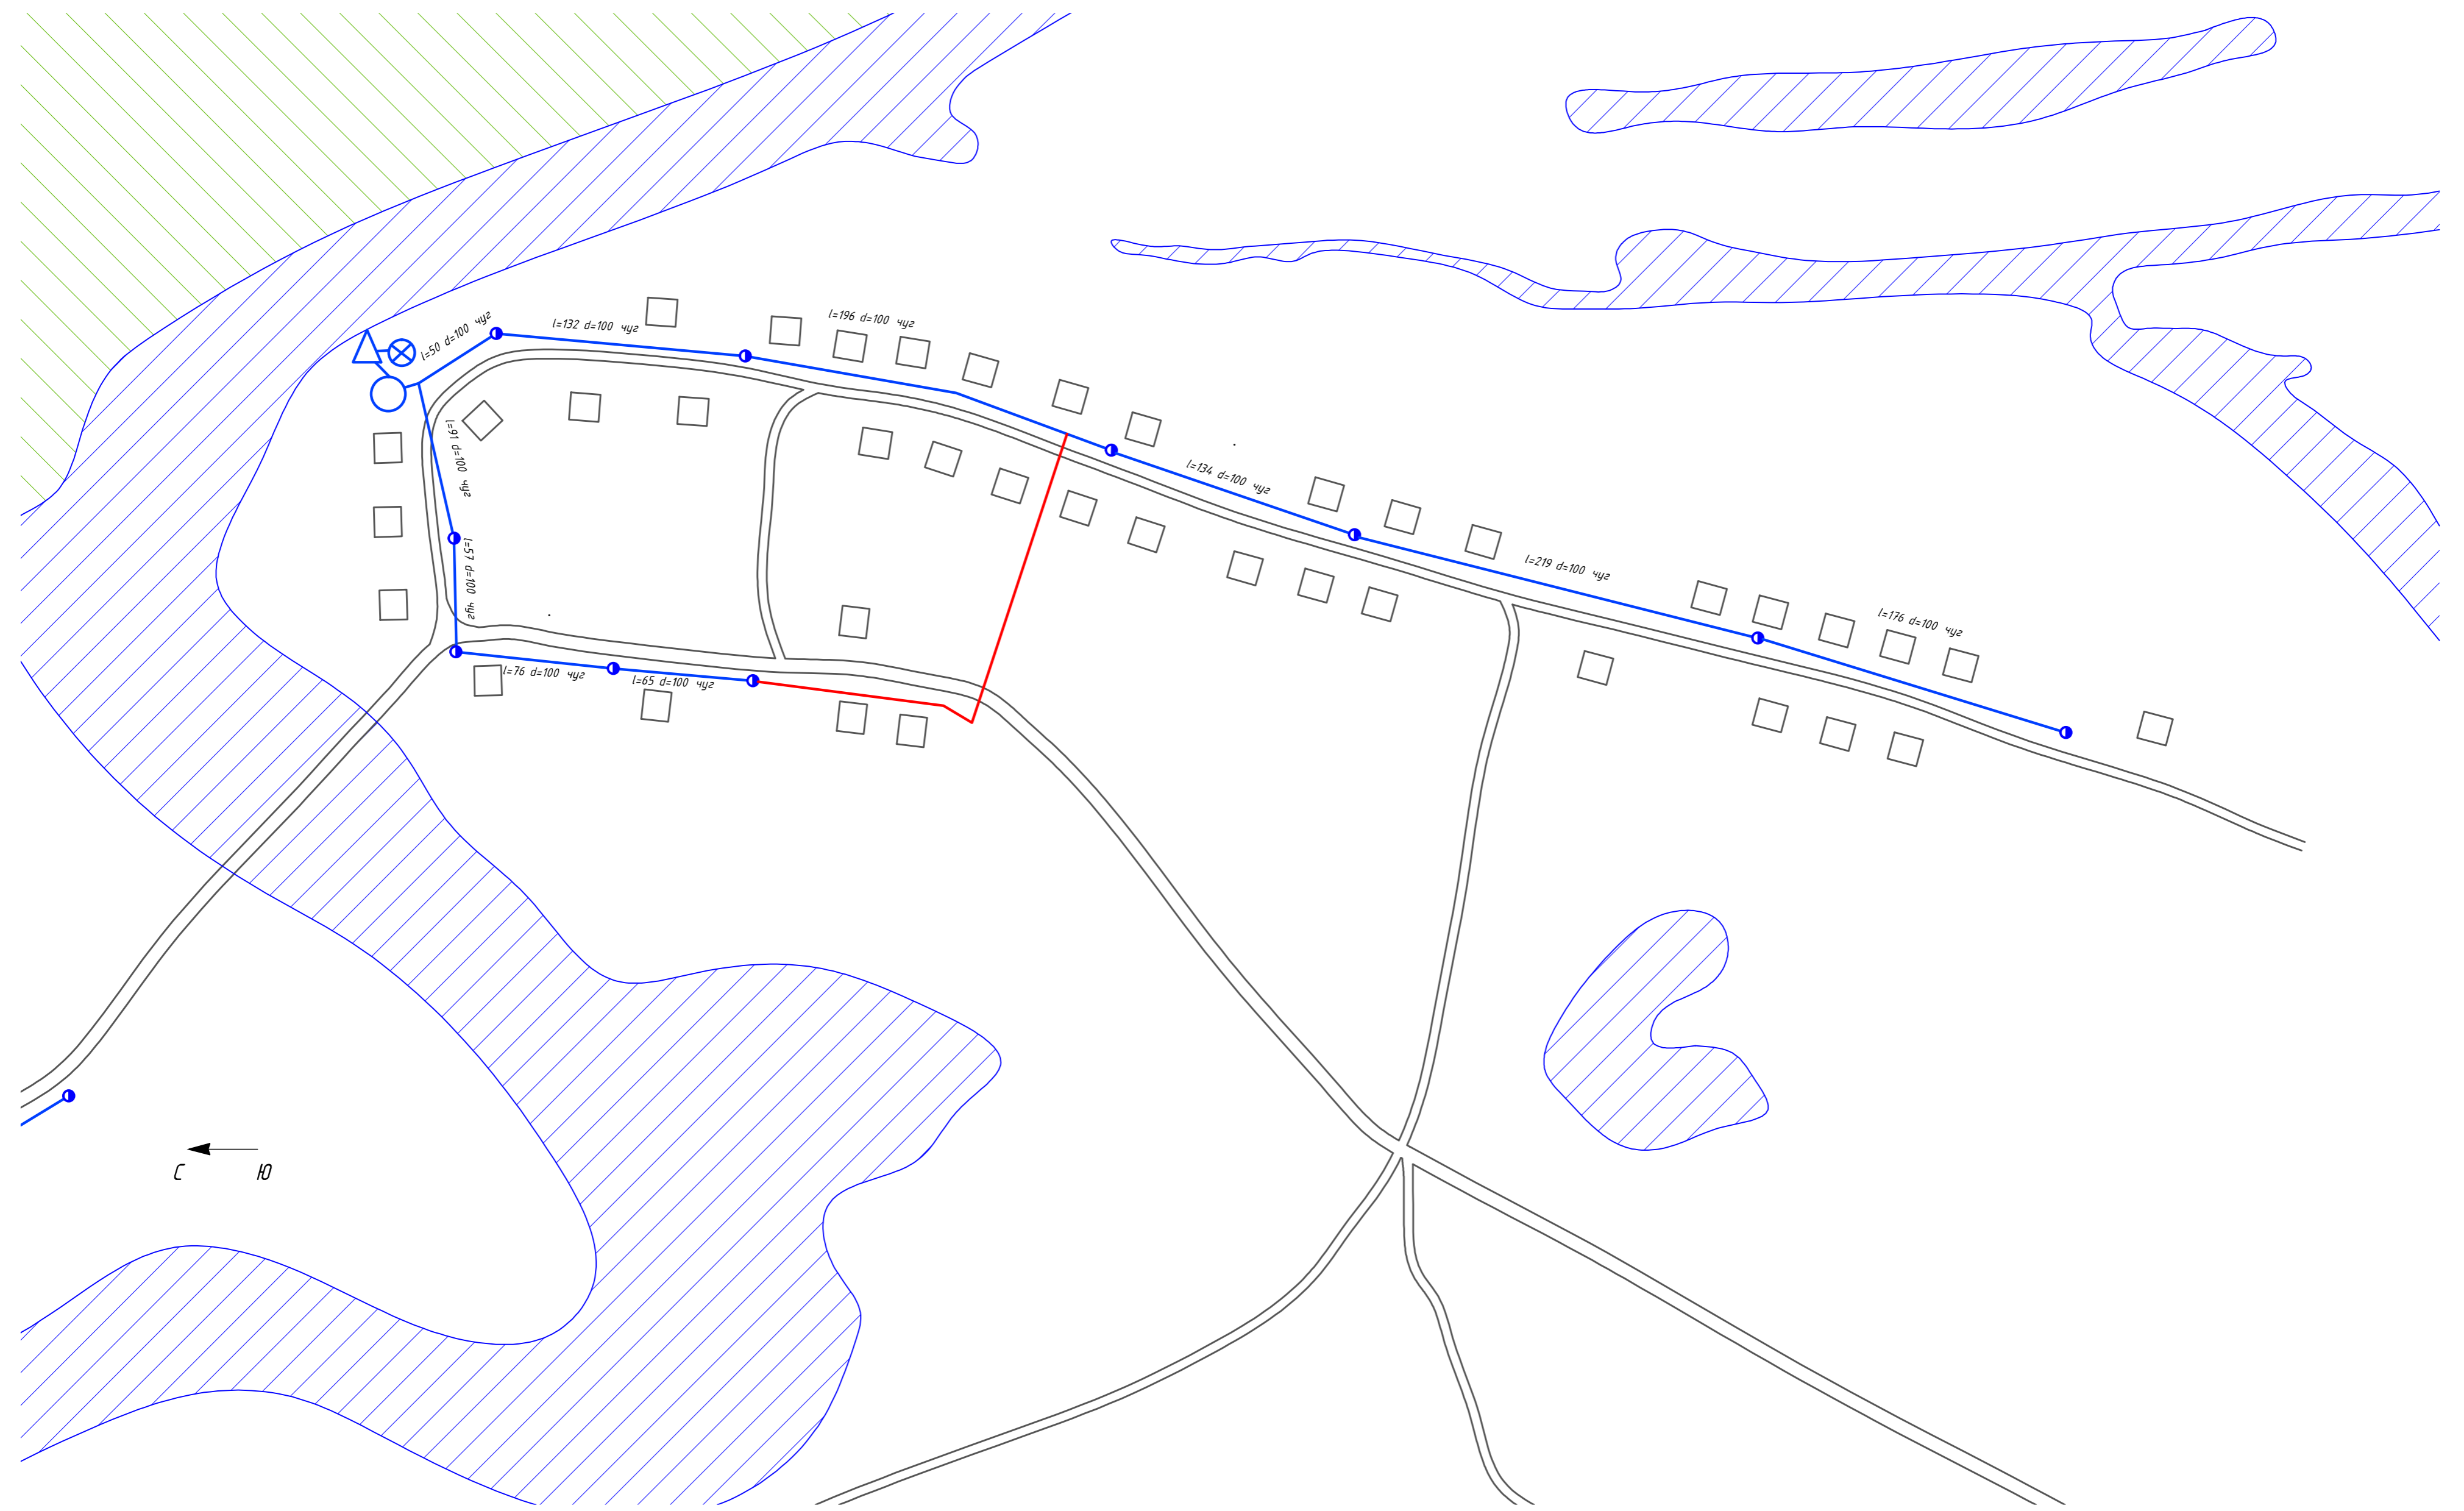 l=50 d=100 чуг
l=132 d=100 чуг
l=196 d=100 чуг
l=91 d=100 чуг
l=134 d=100 чуг
l=57 d=100 чуг
l=219 d=100 чуг
l=176 d=100 чуг
l=76 d=100 чуг
l=65 d=100 чуг
С Ю